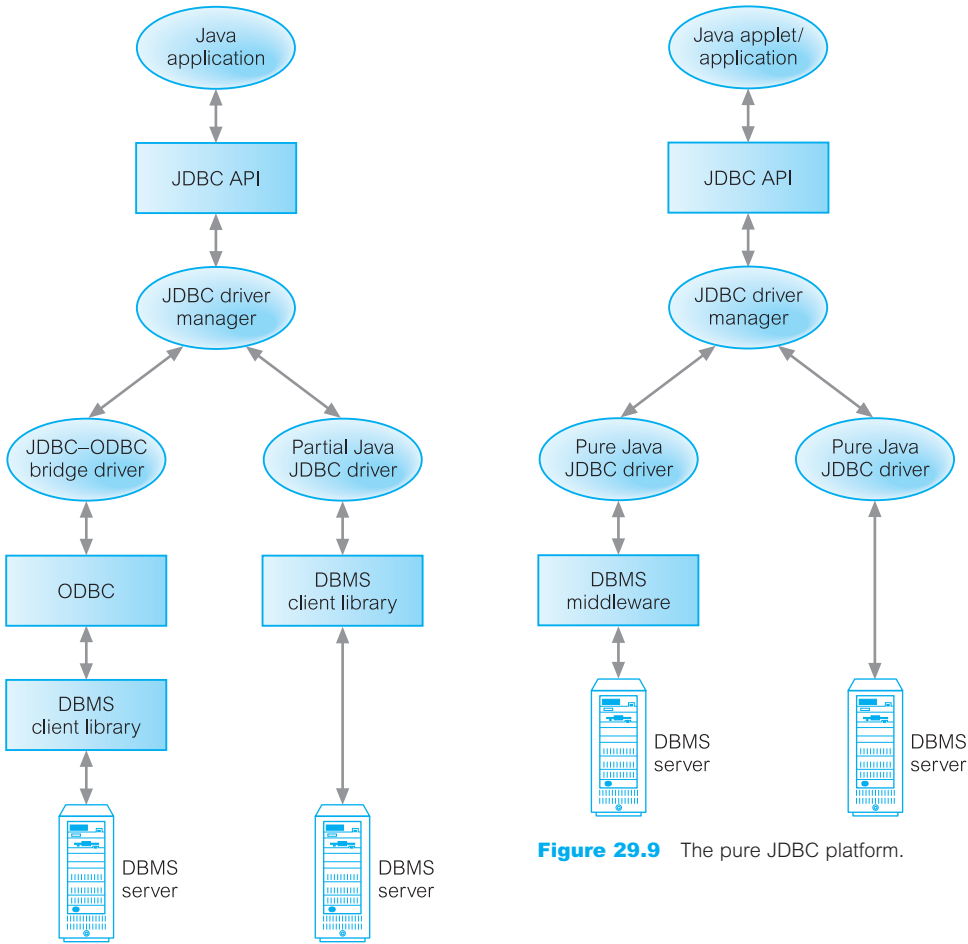 Java
application
JDBC API
JDBC driver
manager
JDBC–ODBC
bridge driver
Partial Java
JDBC driver
ODBC
DBMS
client library
DBMS
client library
DBMS
server
DBMS
server
Java applet/
application
JDBC API
JDBC driver
manager
Pure Java
JDBC driver
Pure Java
JDBC driver
DBMS
middleware
DBMS
server
DBMS
server
Figure 29.9 The pure JDBC platform.